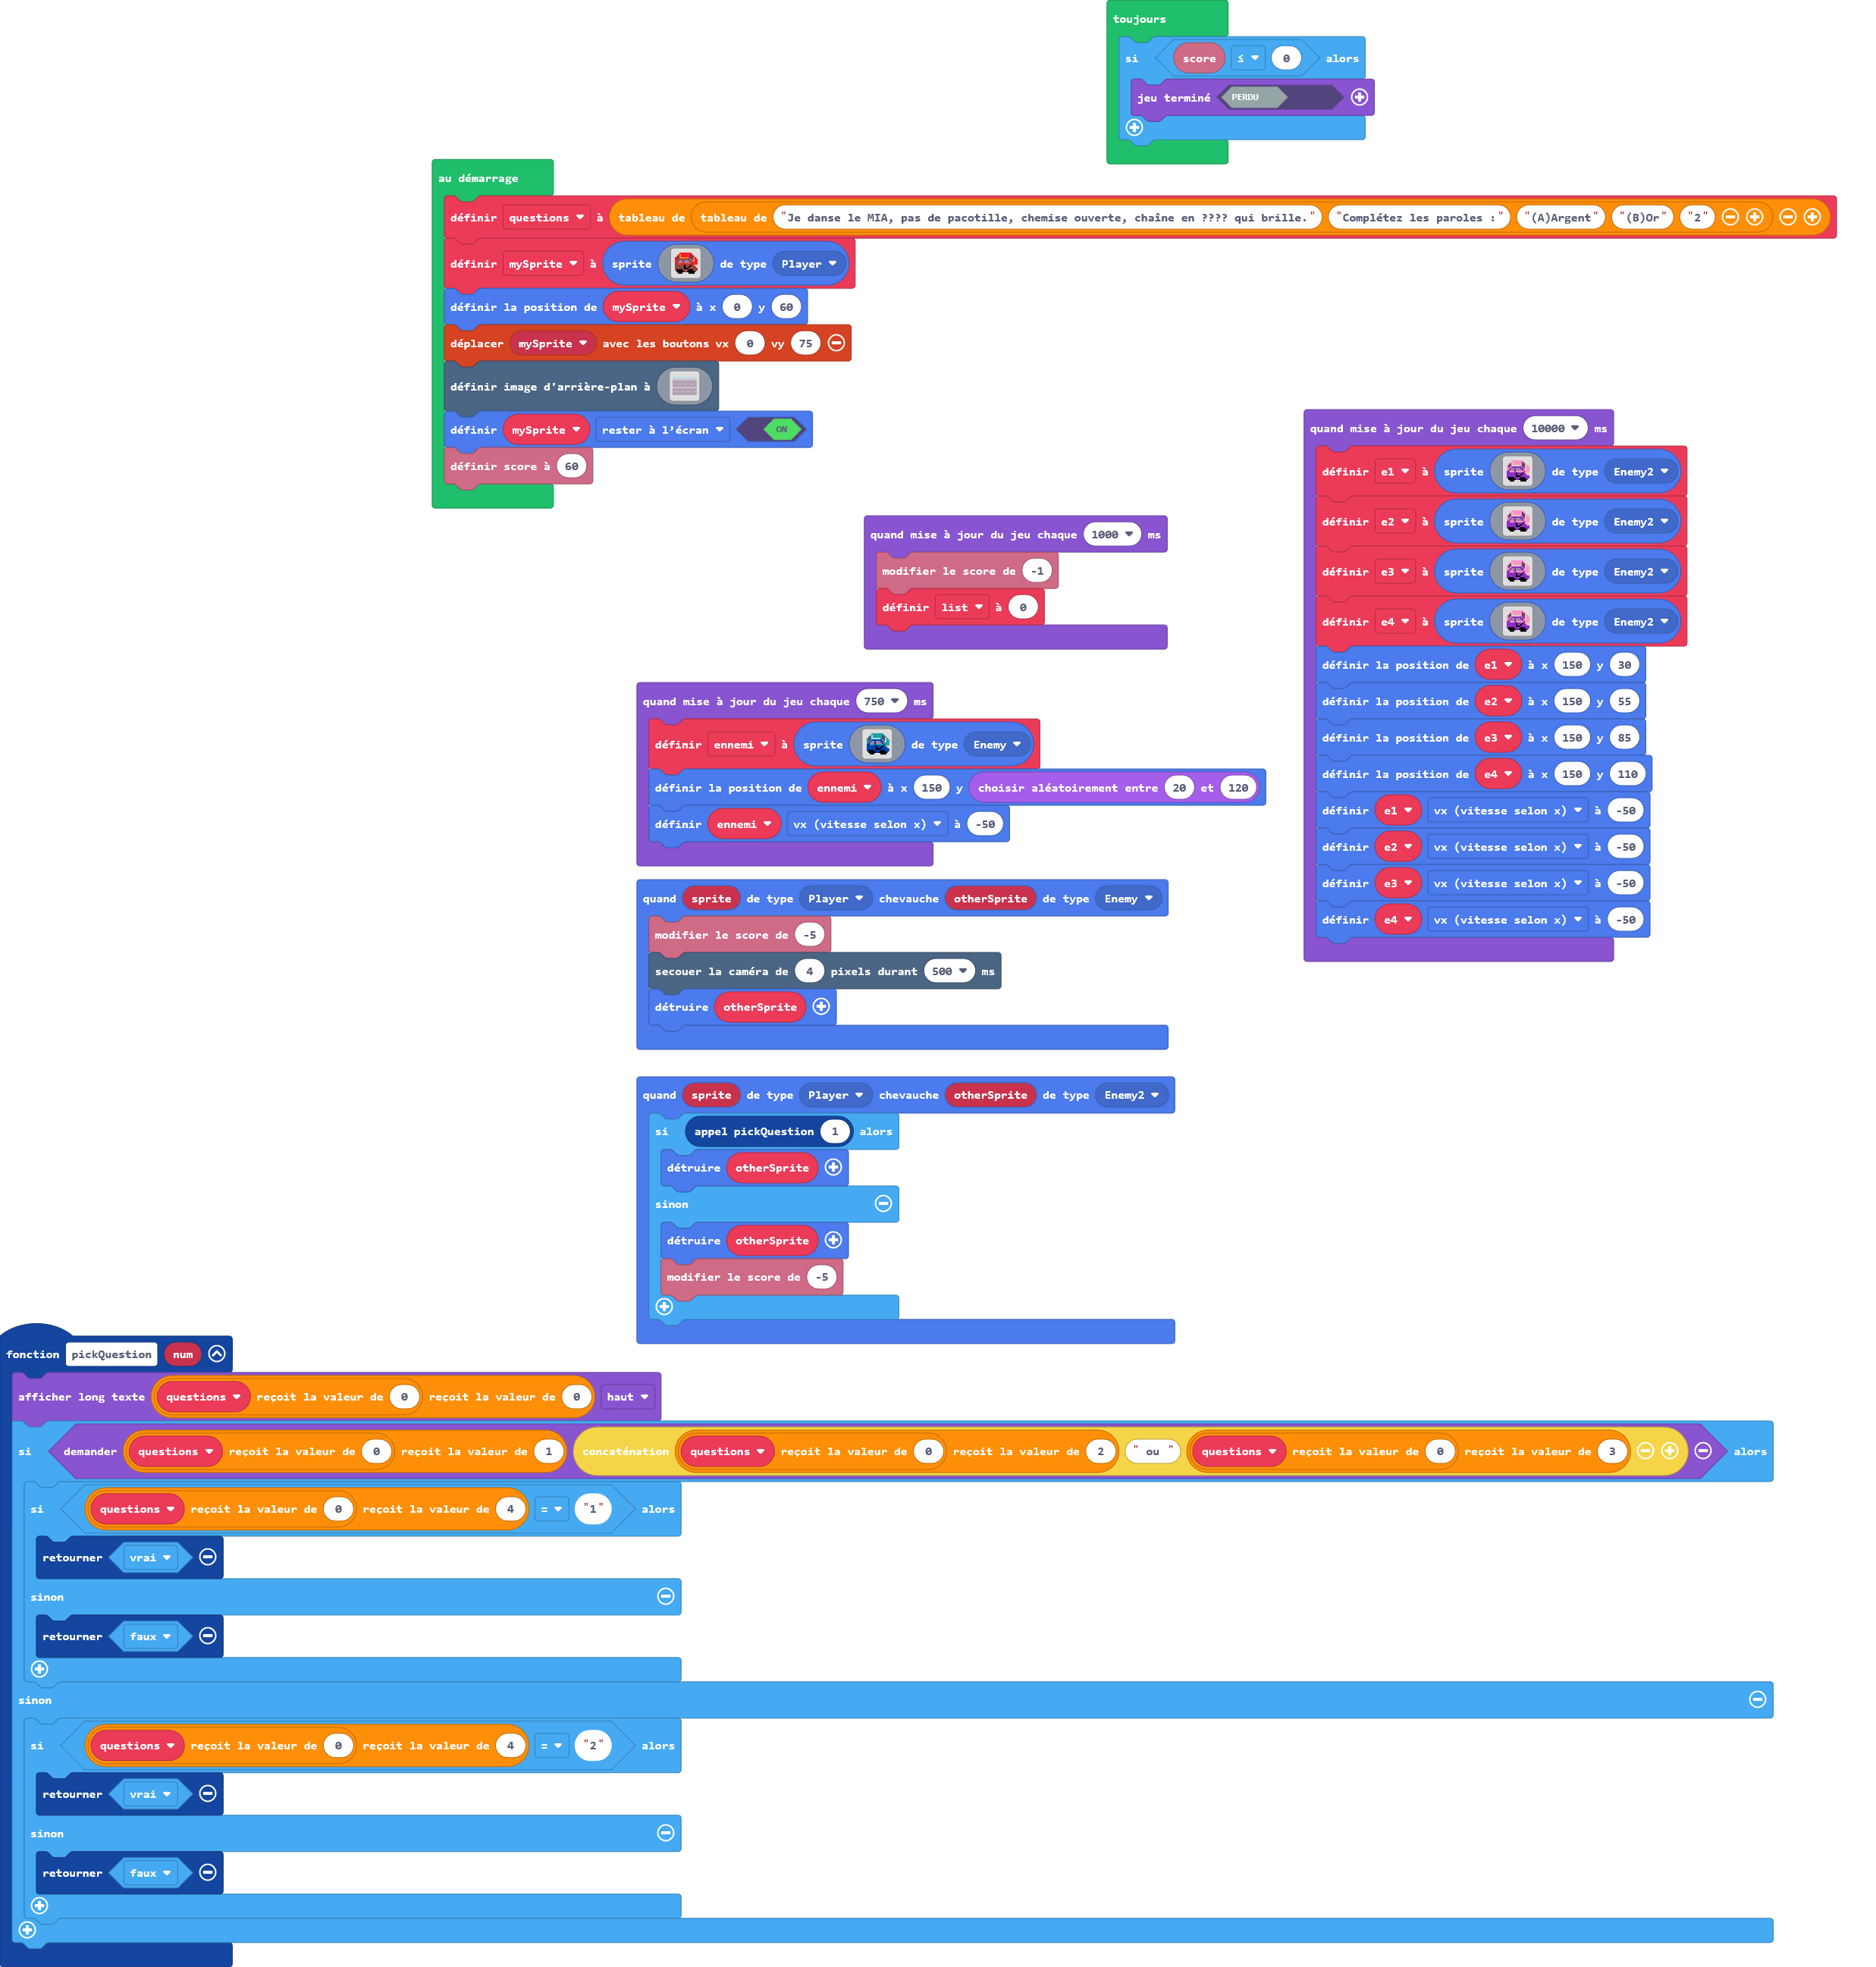 toujours
si score ≤ 0 alors
jeu terminé PERDU
au démarrage
définir questions à tableau de tableau de "Je danse le MIA, pas de pacotille, chemise ouverte, chaîne en ???? qui brille." "Complétez les paroles :" "(A)Argent" "(B)Or" "2"
définir mySprite à sprite de type Player
définir la position de mySprite à x 0 y 60
déplacer mySprite avec les boutons vx 0 vy 75
définir image d'arrière-plan à
définir mySprite rester à l'écran ON
définir score à 60
quand mise à jour du jeu chaque 10000 ms
définir e1 à sprite de type Enemy2
définir e2 à sprite de type Enemy2
définir e3 à sprite de type Enemy2
définir e4 à sprite de type Enemy2
définir la position de e1 à x 150 y 30
définir la position de e2 à x 150 y 55
définir la position de e3 à x 150 y 85
définir la position de e4 à x 150 y 110
définir e1 vx (vitesse selon x) à -50
définir e2 vx (vitesse selon x) à -50
définir e3 vx (vitesse selon x) à -50
définir e4 vx (vitesse selon x) à -50
quand mise à jour du jeu chaque 1000 ms
modifier le score de -1
définir list à 0
quand mise à jour du jeu chaque 750 ms
définir ennemi à sprite de type Enemy
définir la position de ennemi à x 150 y choisir aléatoirement entre 20 et 120
définir ennemi vx (vitesse selon x) à -50
quand sprite de type Player chevauche otherSprite de type Enemy
modifier le score de -5
secouer la caméra de 4 pixels durant 500 ms
détruire otherSprite
quand sprite de type Player chevauche otherSprite de type Enemy2
si appel pickQuestion 1 alors
détruire otherSprite
sinon
détruire otherSprite
modifier le score de -5
fonction pickQuestion num
afficher long texte questions reçoit la valeur de 0 reçoit la valeur de 0 haut
si demander questions reçoit la valeur de 0 reçoit la valeur de 1 concaténation questions reçoit la valeur de 0 reçoit la valeur de 2 " ou " questions reçoit la valeur de 0 reçoit la valeur de 3 alors
si questions reçoit la valeur de 0 reçoit la valeur de 4 = "1" alors
retourner vrai
sinon
retourner faux
sinon
si questions reçoit la valeur de 0 reçoit la valeur de 4 = "2" alors
retourner vrai
sinon
retourner faux